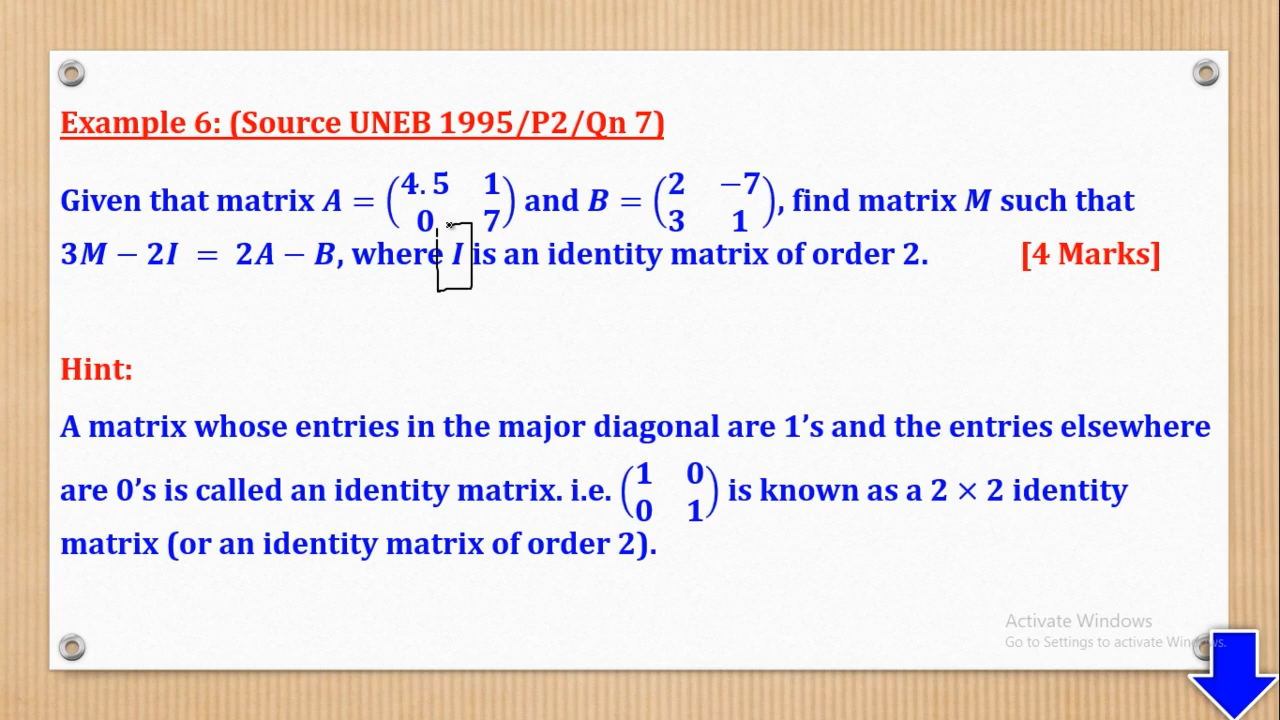 Example 6: (Source UNEB 1995/P2/Qn 7)
Given that matrix A = (4.5 1 0 7) and B = (2 −7 3 1), find matrix M such that
3M − 2I = 2A − B, where I is an identity matrix of order 2. [4 Marks]
Hint:
A matrix whose entries in the major diagonal are 1’s and the entries elsewhere
are 0’s is called an identity matrix. i.e. (1 0 0 1) is known as a 2 × 2 identity
matrix (or an identity matrix of order 2).
Activate Windows
Go to Settings to activate Windows.